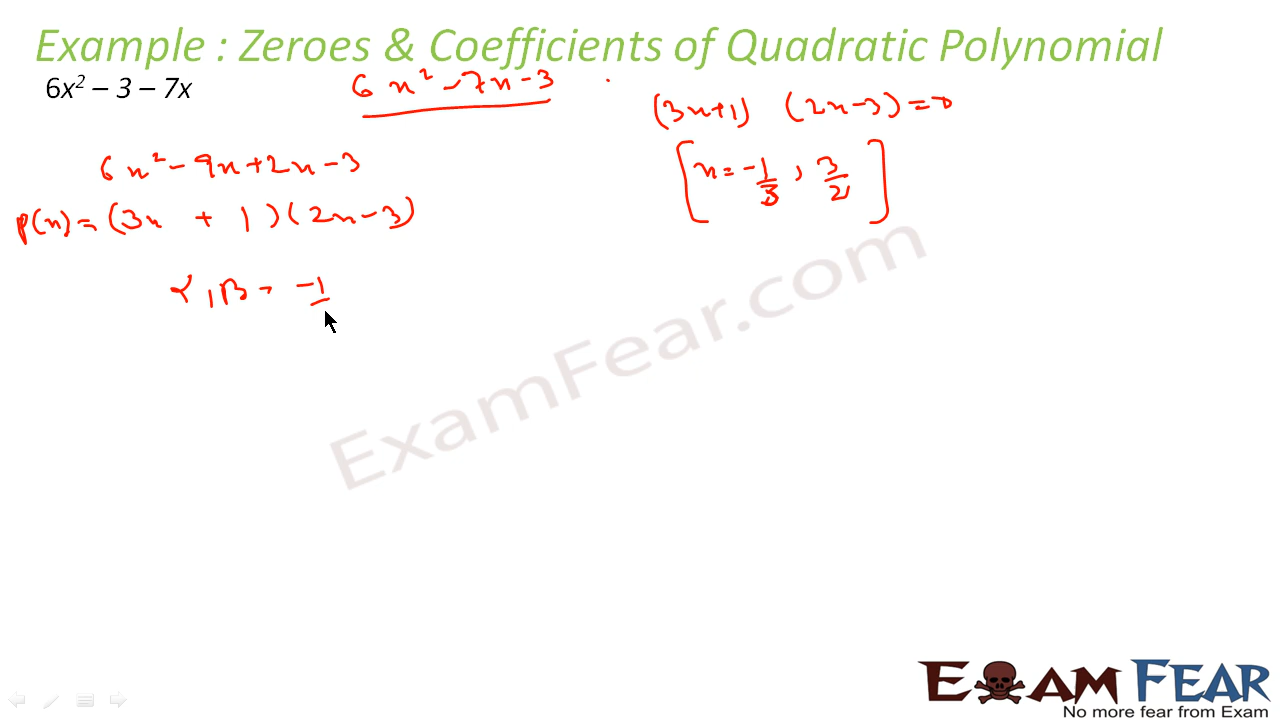 Example : Zeroes & Coefficients of Quadratic Polynomial
6x² – 3 – 7x
6x² - 7x - 3
(3x+1) (2x-3) = 0
6x² - 9x + 2x - 3
[x = -1/3 , 3/2]
p(x) = (3x + 1)(2x - 3)
α, β = -1
ExamFear.com
EXAM FEAR
No more fear from Exam